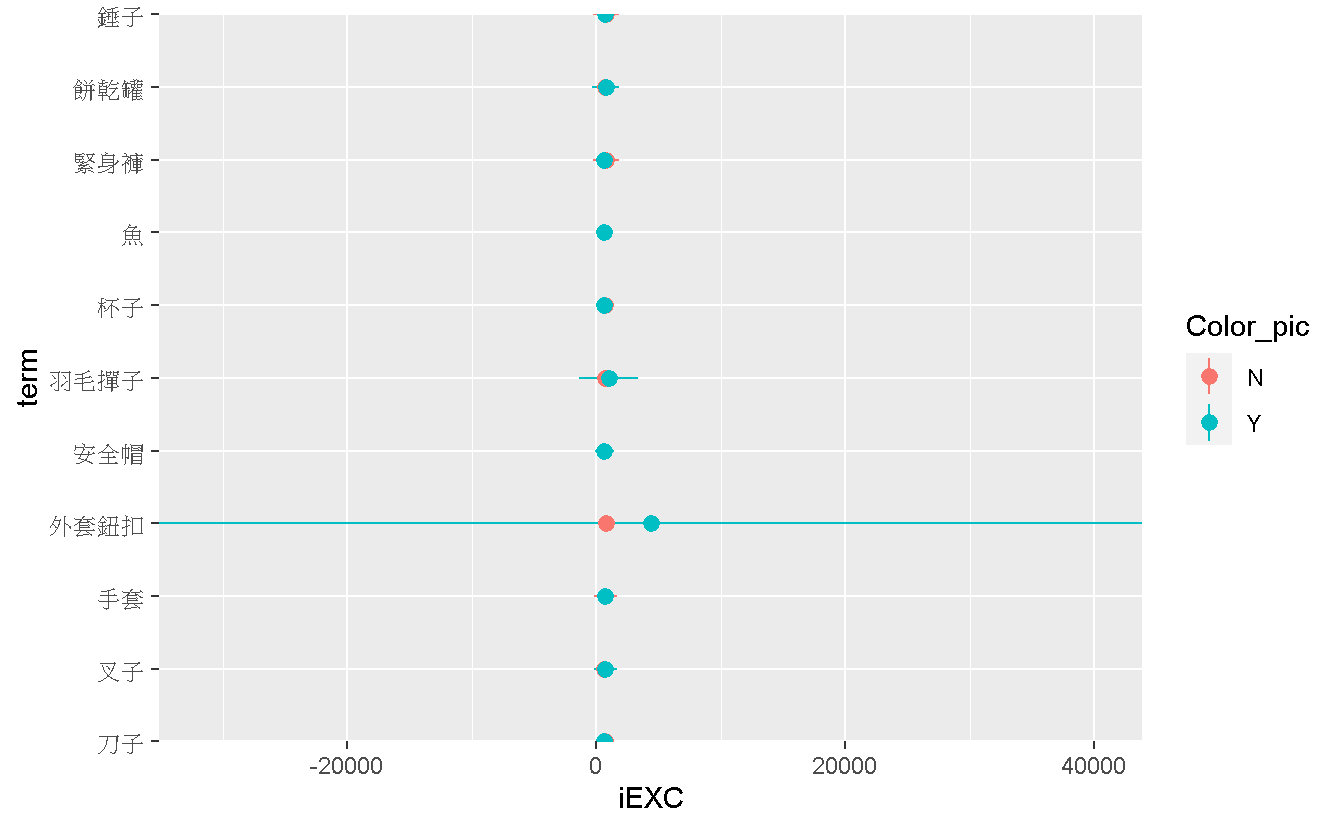 錘子
餅乾罐
緊身褲
魚
杯子
羽毛撣子
安全帽
外套鈕扣
手套
叉子
刀子
term
-20000
0
20000
40000
iEXC
Color_pic
N
Y